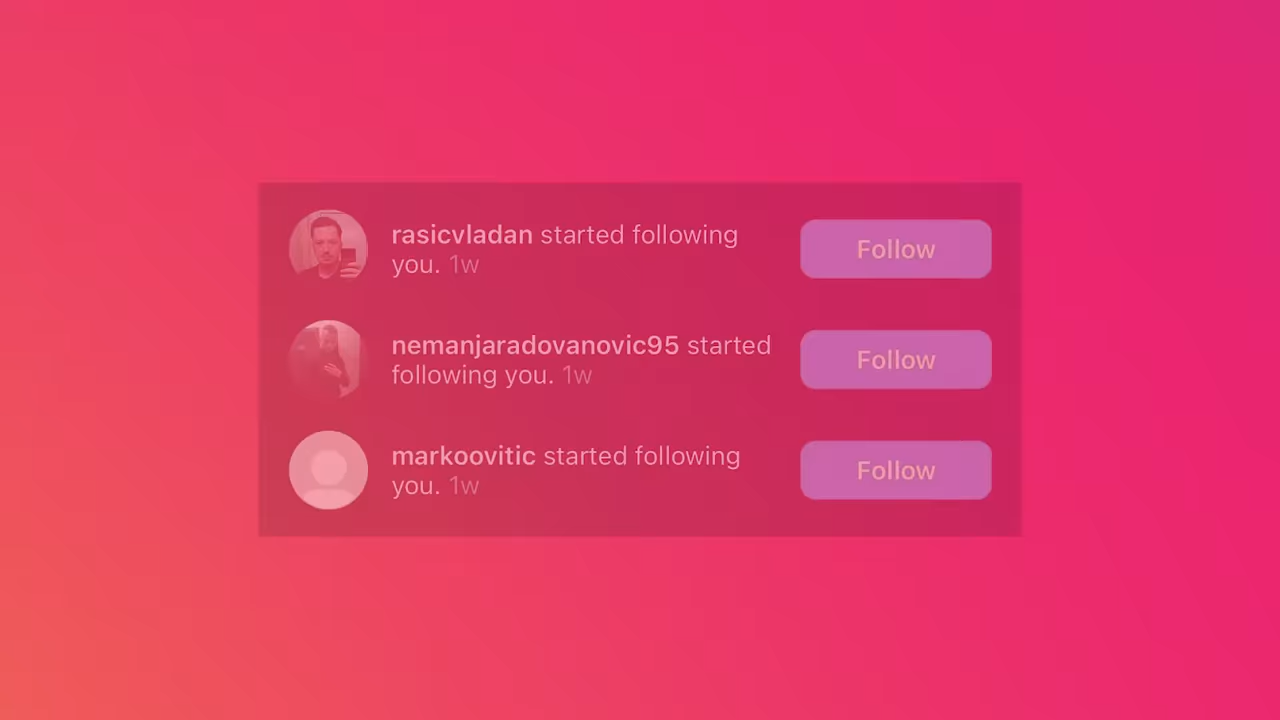 rasicvladan started following
you. 1w
Follow
nemanjaradovanovic95 started
following you. 1w
Follow
markoovitic started following
you. 1w
Follow